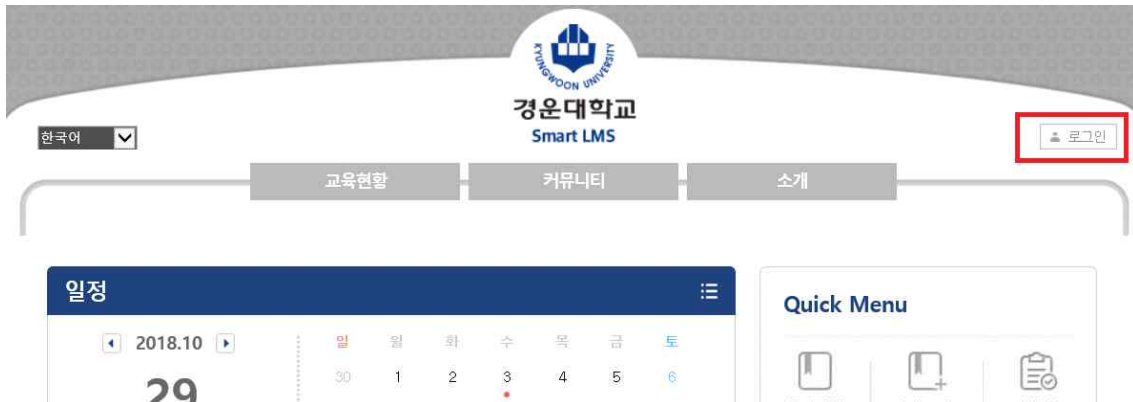 KYUNGWOON UNIVERSITY
경운대학교
Smart LMS
한국어
로그인
교육현황 커뮤니티 소개
일정
Quick Menu
2018.10
29
일 월 화 수 목 금 토
30 1 2 3 4 5 6